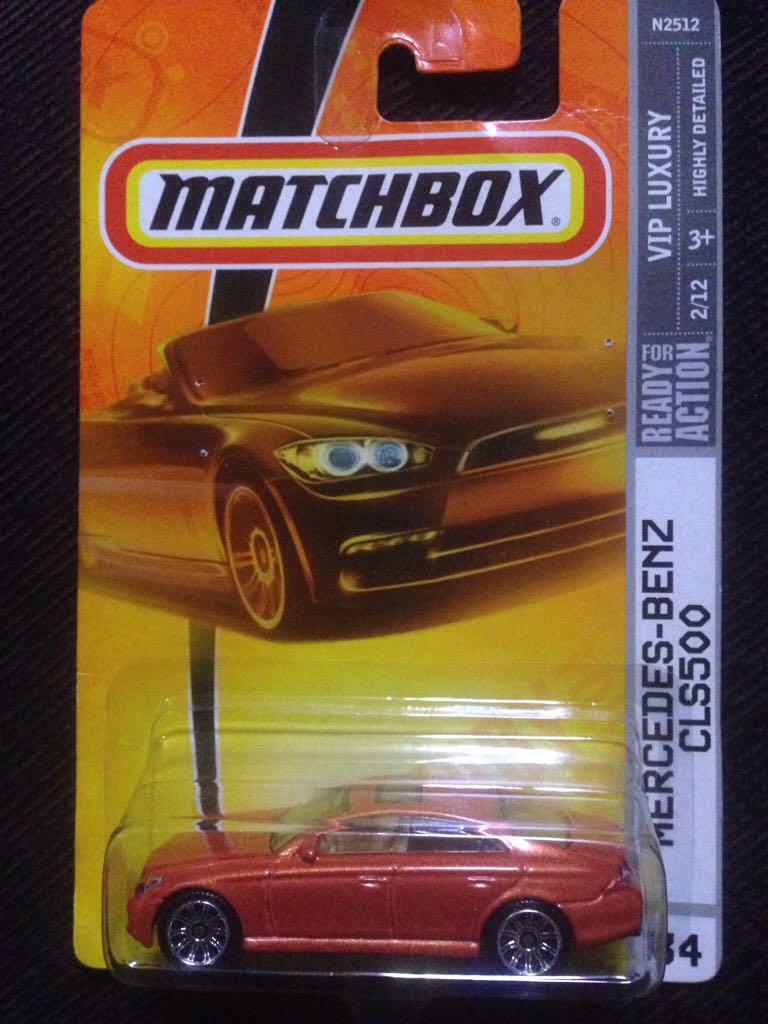 MATCHBOX®
N2512
VIP LUXURY
HIGHLY DETAILED
2/12
3+
READY FOR
ACTION®
MERCEDES-BENZ
CLS500